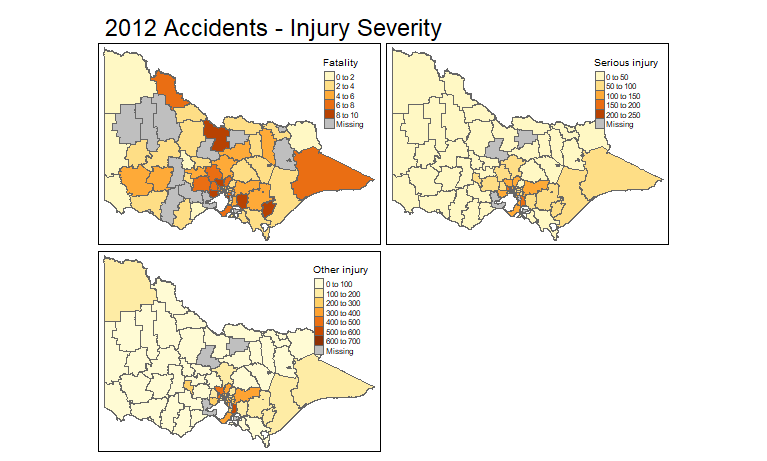 2012 Accidents - Injury Severity
Fatality
0 to 2
2 to 4
4 to 6
6 to 8
8 to 10
Missing
Serious injury
0 to 50
50 to 100
100 to 150
150 to 200
200 to 250
Missing
Other injury
0 to 100
100 to 200
200 to 300
300 to 400
400 to 500
500 to 600
600 to 700
Missing